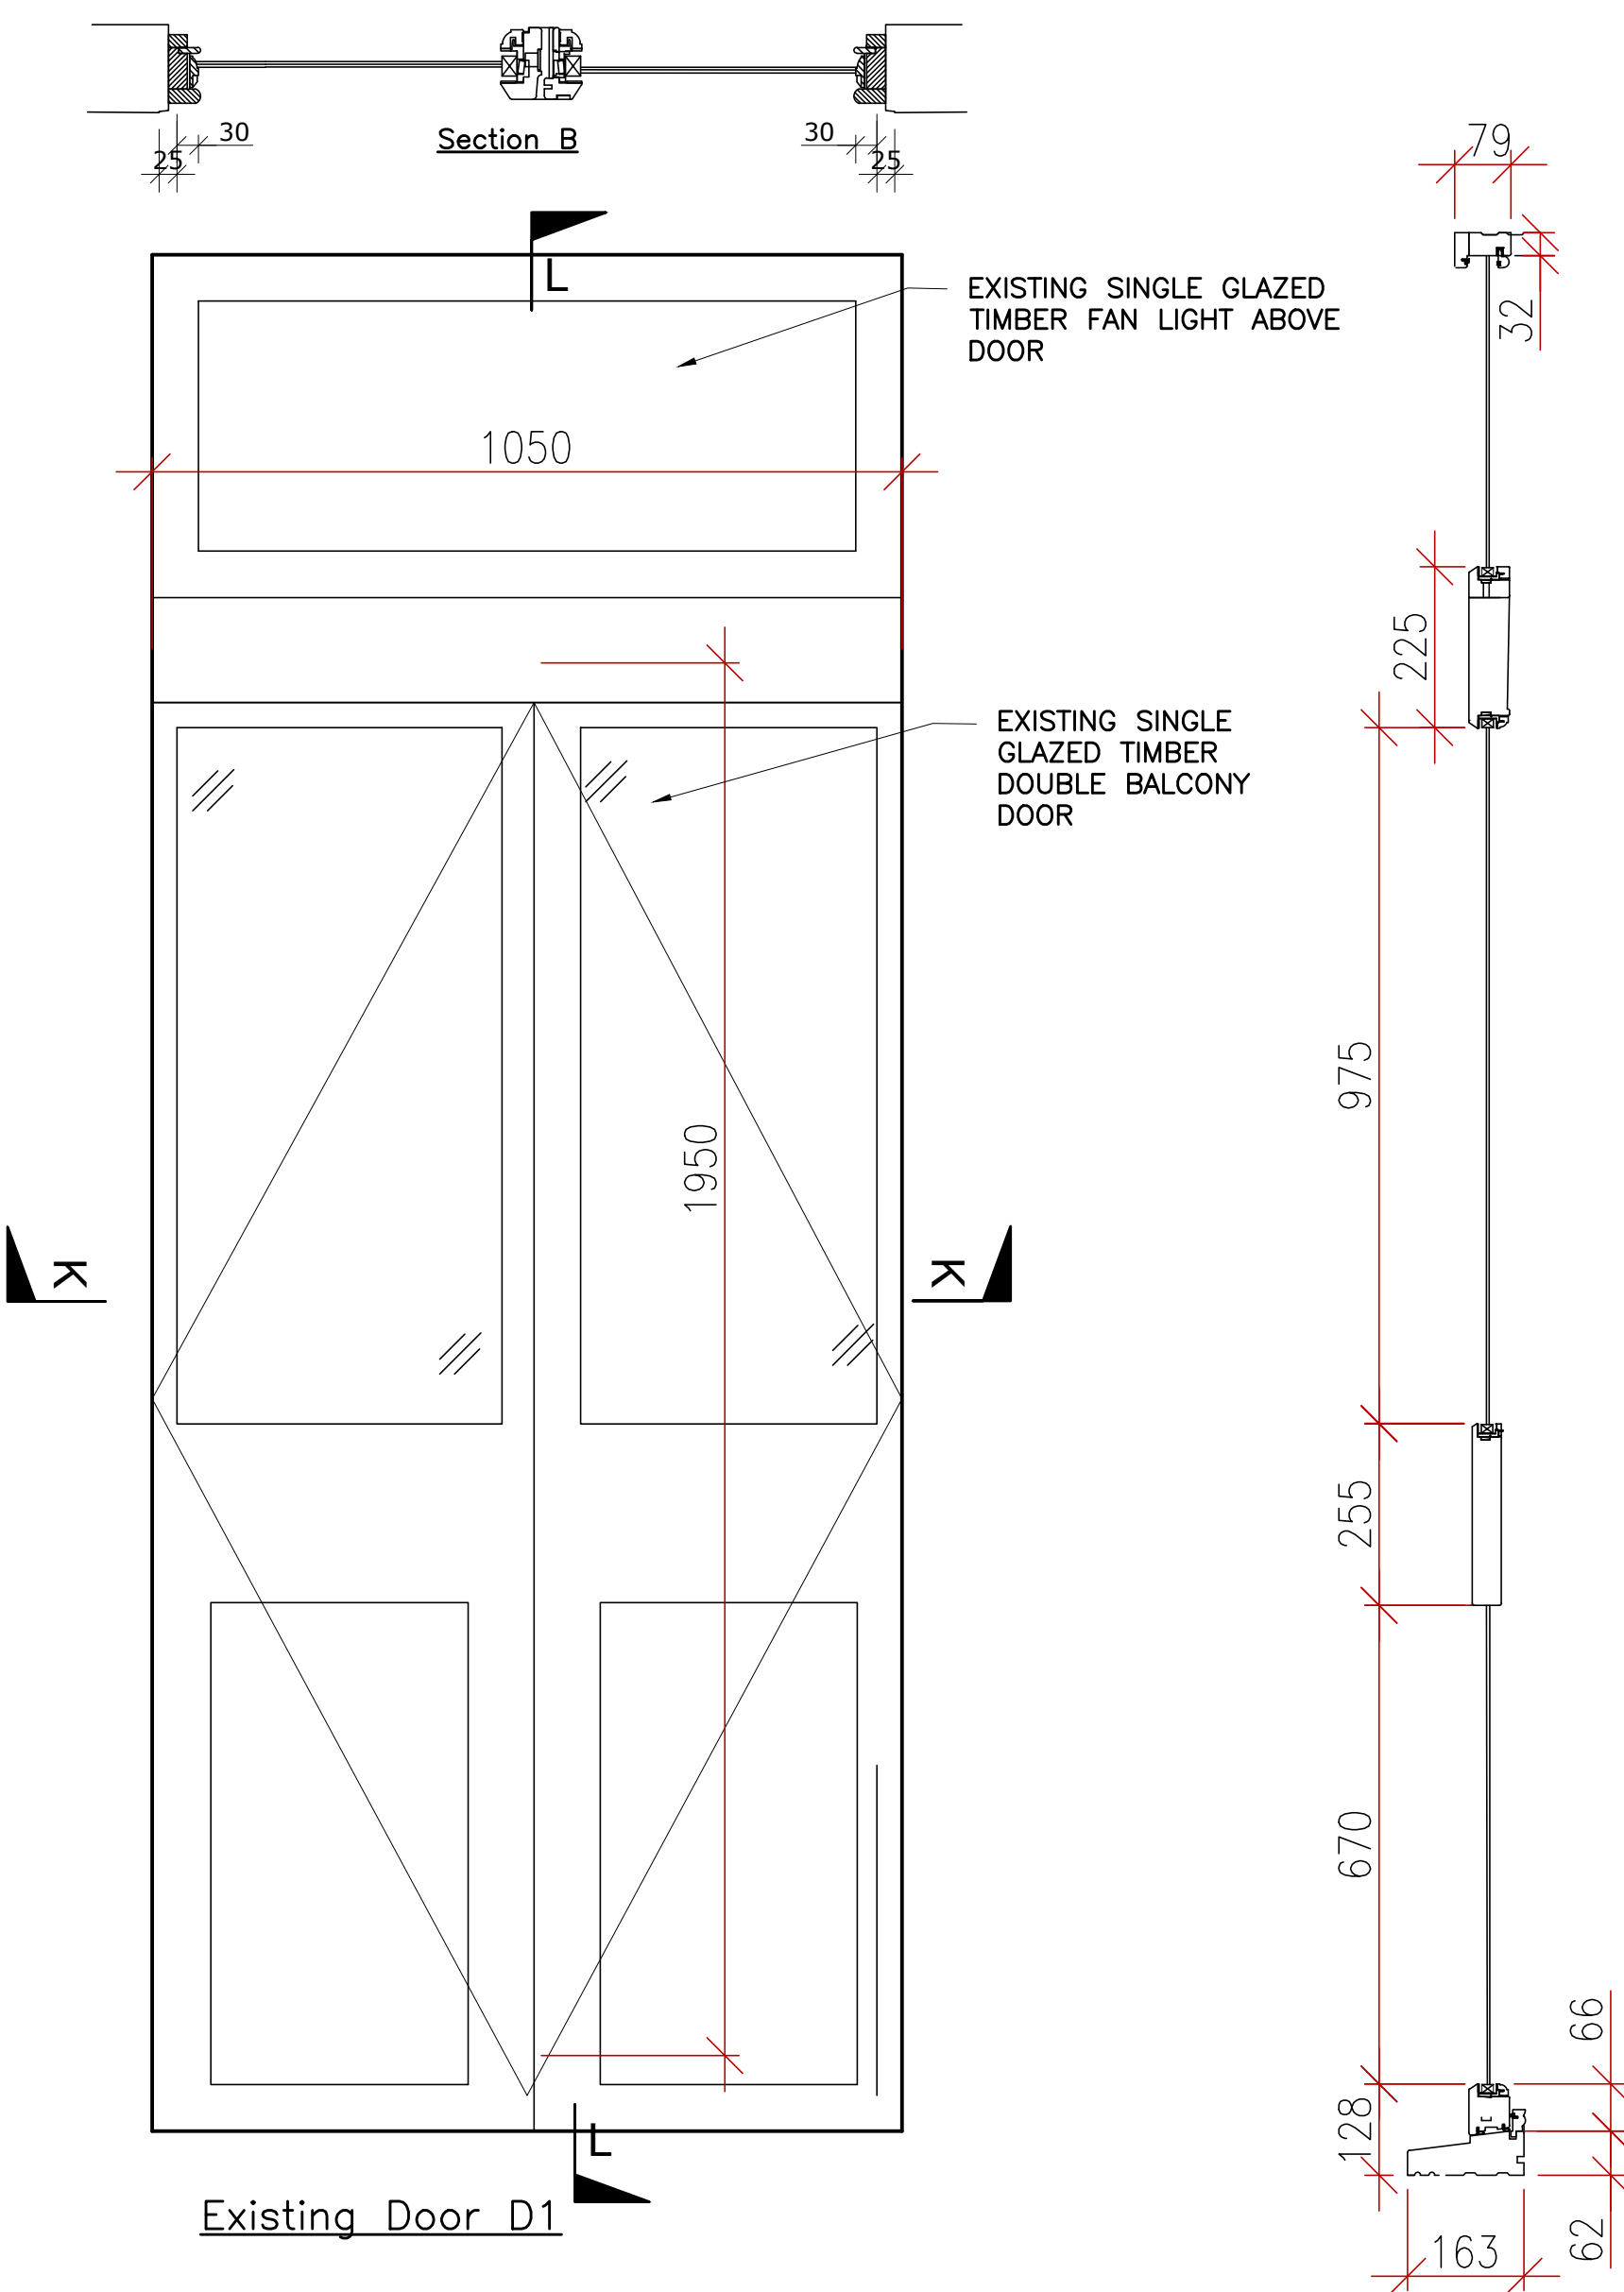 30
25
Section B
30
25
79
32
L
EXISTING SINGLE GLAZED
TIMBER FAN LIGHT ABOVE
DOOR
1050
225
EXISTING SINGLE
GLAZED TIMBER
DOUBLE BALCONY
DOOR
975
1950
K
K
255
670
66
128
L
62
163
Existing Door D1